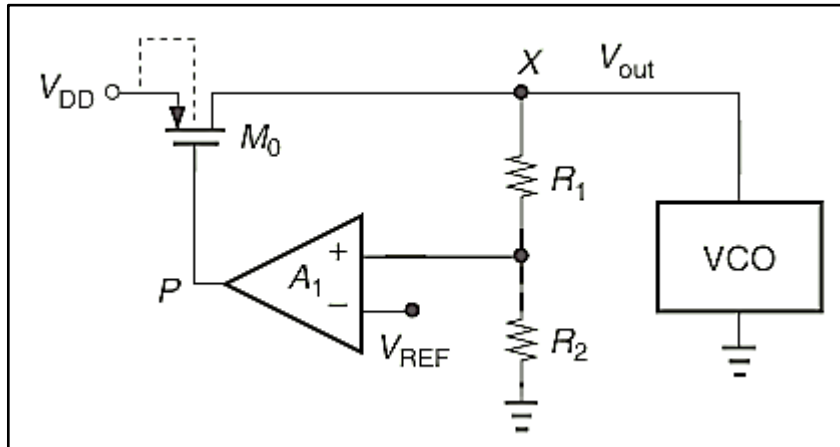 X
V_out
V_DD
M_0
R_1
VCO
+
A_1
P
−
V_REF
R_2